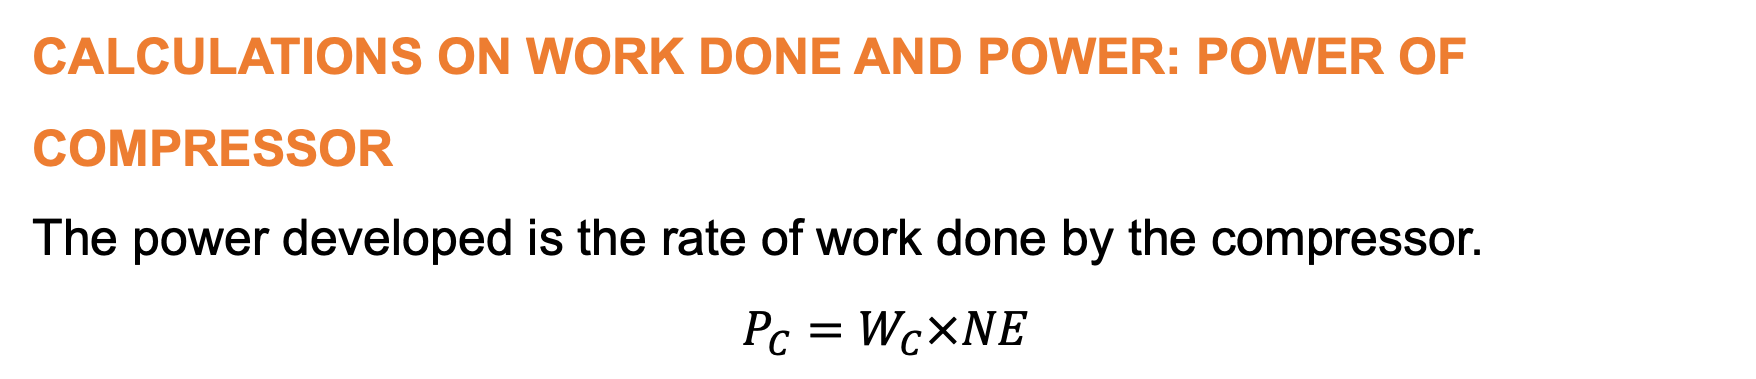 CALCULATIONS ON WORK DONE AND POWER: POWER OF
COMPRESSOR
The power developed is the rate of work done by the compressor.
P_C = W_C×NE